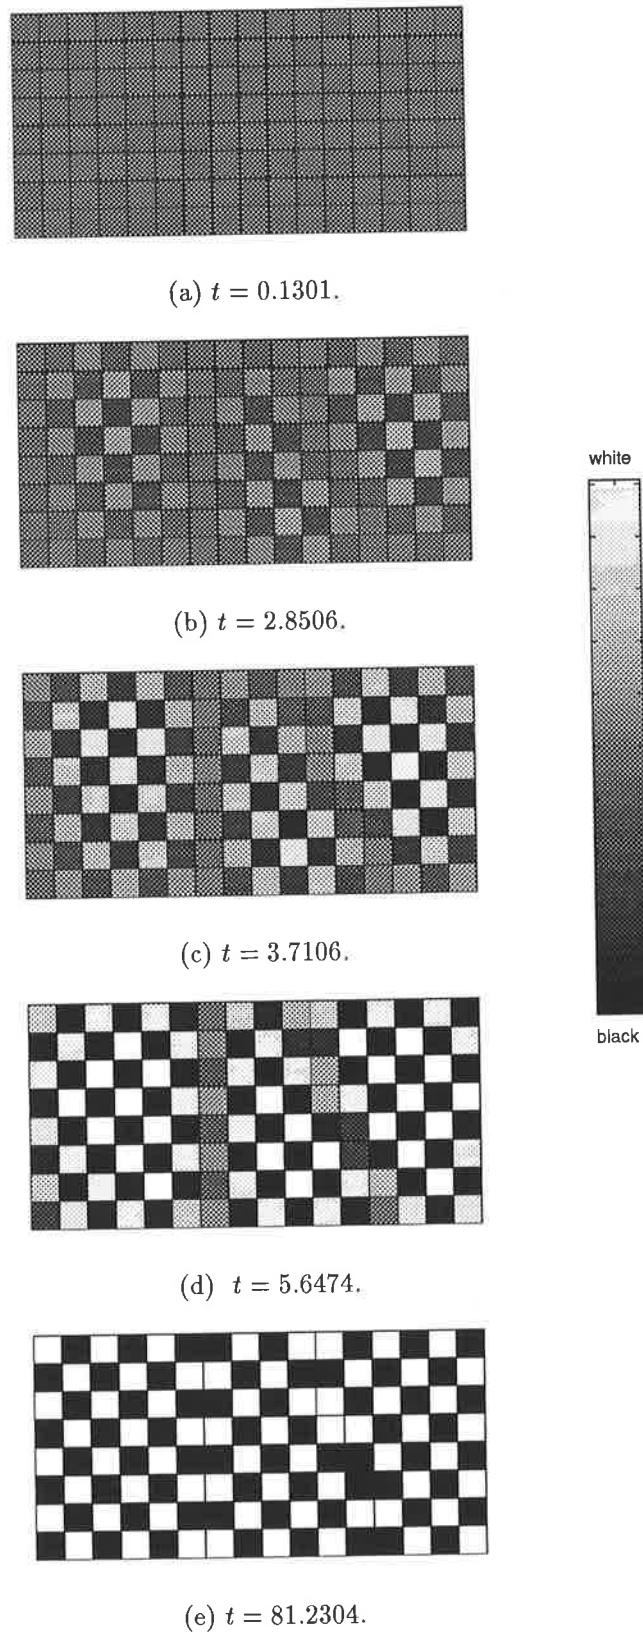 (a) t = 0.1301.
(b) t = 2.8506.
white
(c) t = 3.7106.
black
(d) t = 5.6474.
(e) t = 81.2304.